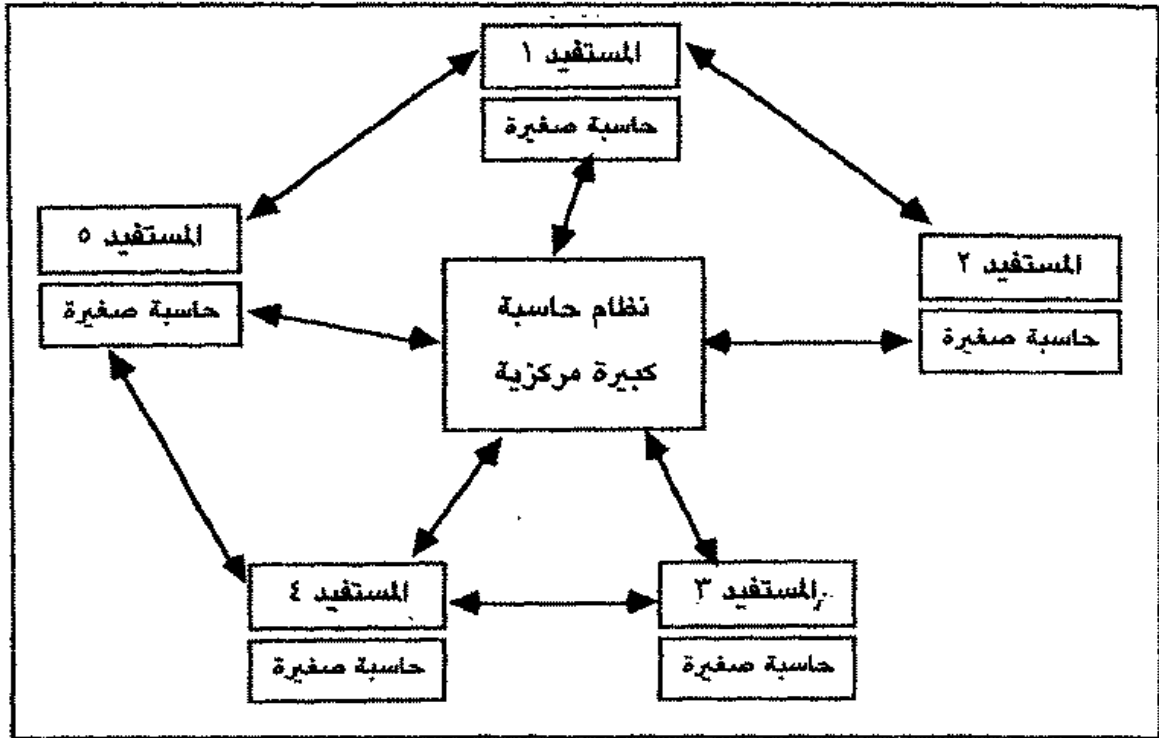 المستفيد ١
حاسبة صغيرة
المستفيد ٥
حاسبة صغيرة
المستفيد ٢
حاسبة صغيرة
نظام حاسبة
كبيرة مركزية
المستفيد ٤
حاسبة صغيرة
المستفيد ٣
حاسبة صغيرة